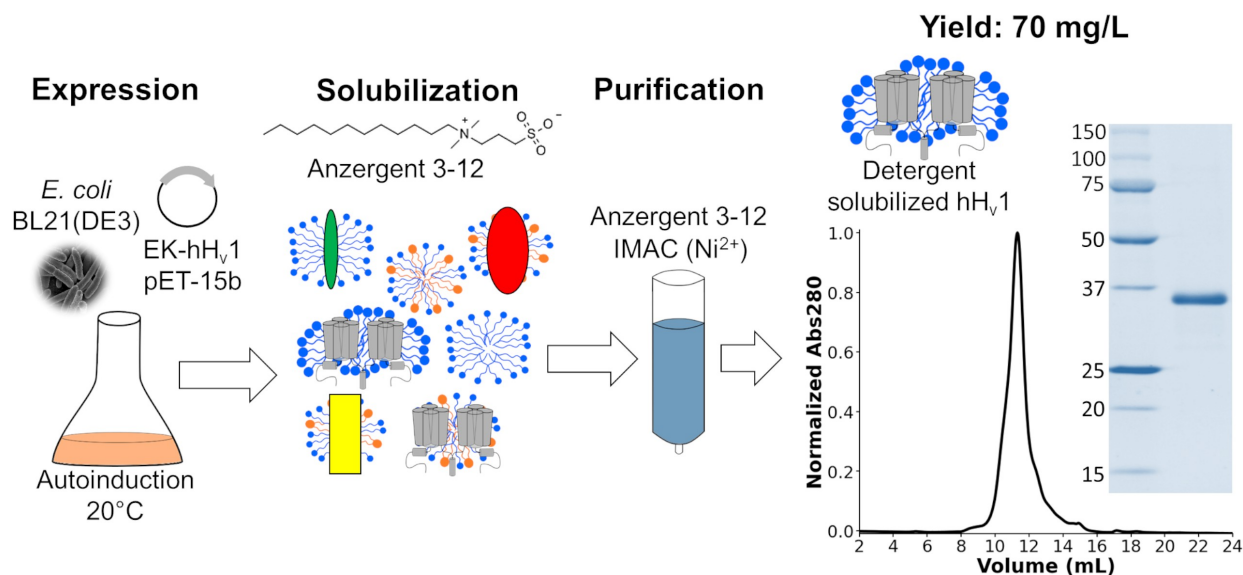 Yield: 70 mg/L
Expression
Solubilization
Purification
N
+
S
O
O
O
−
Anzergent 3-12
E. coli
BL21(DE3)
EK-hHᵥ1
pET-15b
Autoinduction
20°C
Anzergent 3-12
IMAC (Ni²⁺)
Detergent
solubilized hHᵥ1
150
100
75
50
37
25
20
15
Normalized Abs280
1.0
0.8
0.6
0.4
0.2
0.0
2 4 6 8 10 12 14 16 18 20 22 24
Volume (mL)